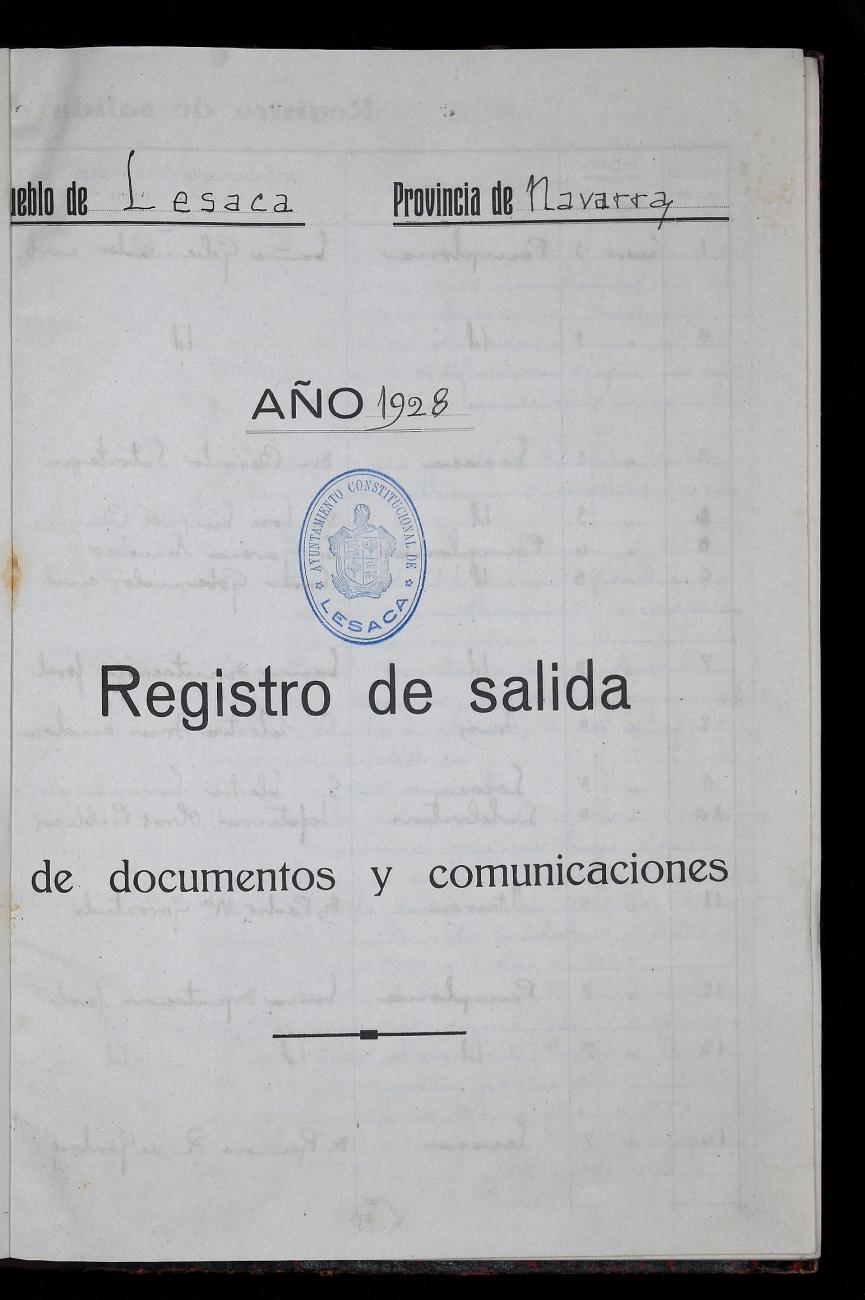 ueblo de Lesaca Provincia de Navarra
AÑO 1928
AYUNTAMIENTO CONSTITUCIONAL DE
LESACA
Registro de salida
de documentos y comunicaciones